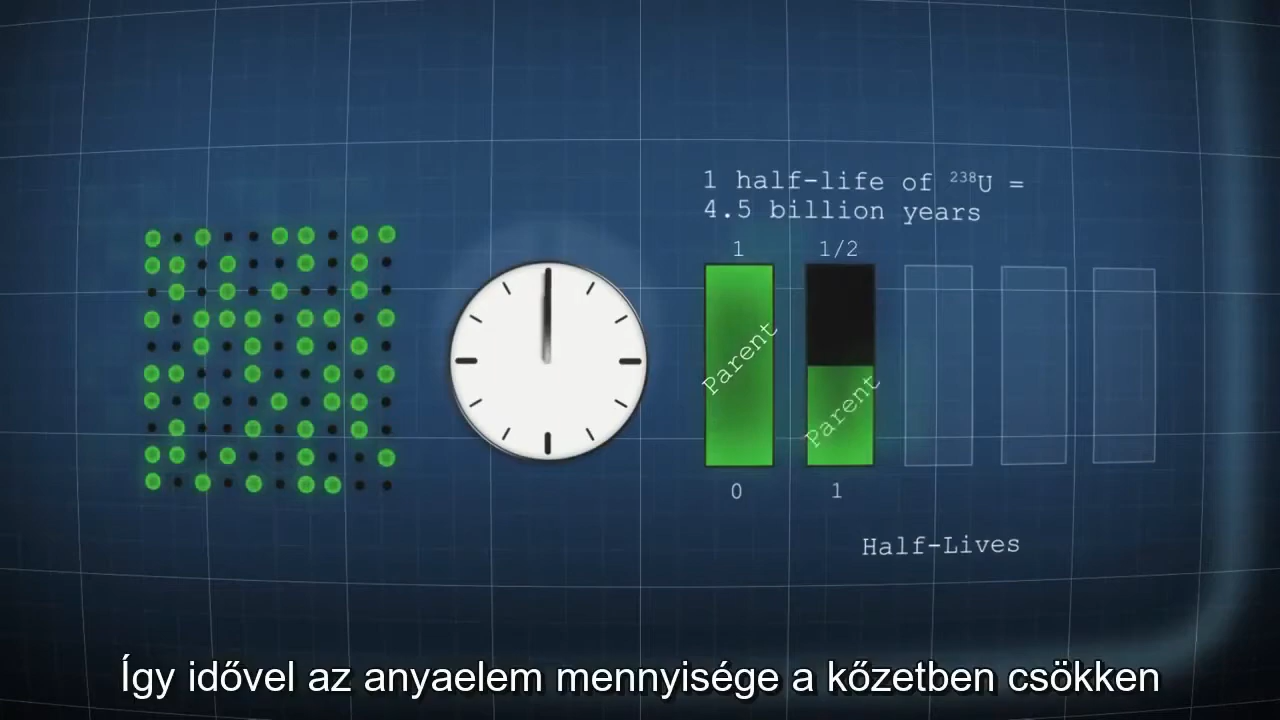 1 half-life of ²³⁸U =
4.5 billion years
1
1/2
Parent
Parent
0
1
Half-Lives
Így idővel az anyaelem mennyisége a kőzetben csökken